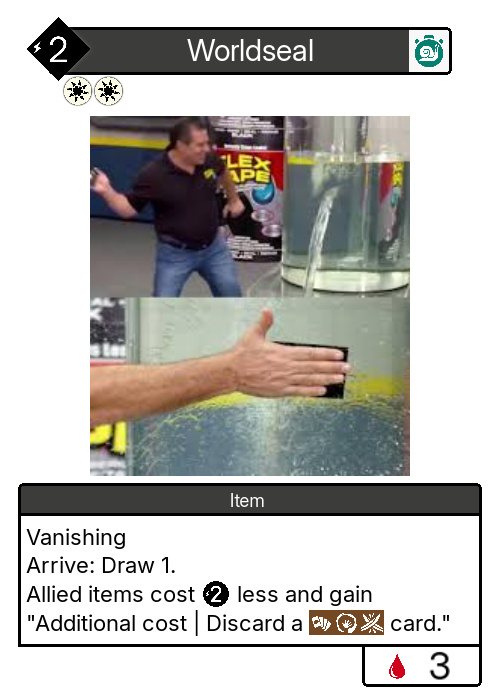 2
Worldseal
FLEX
TAPE
BLACK
Item
Vanishing
Arrive: Draw 1.
Allied items cost 2 less and gain
"Additional cost | Discard a card."
3